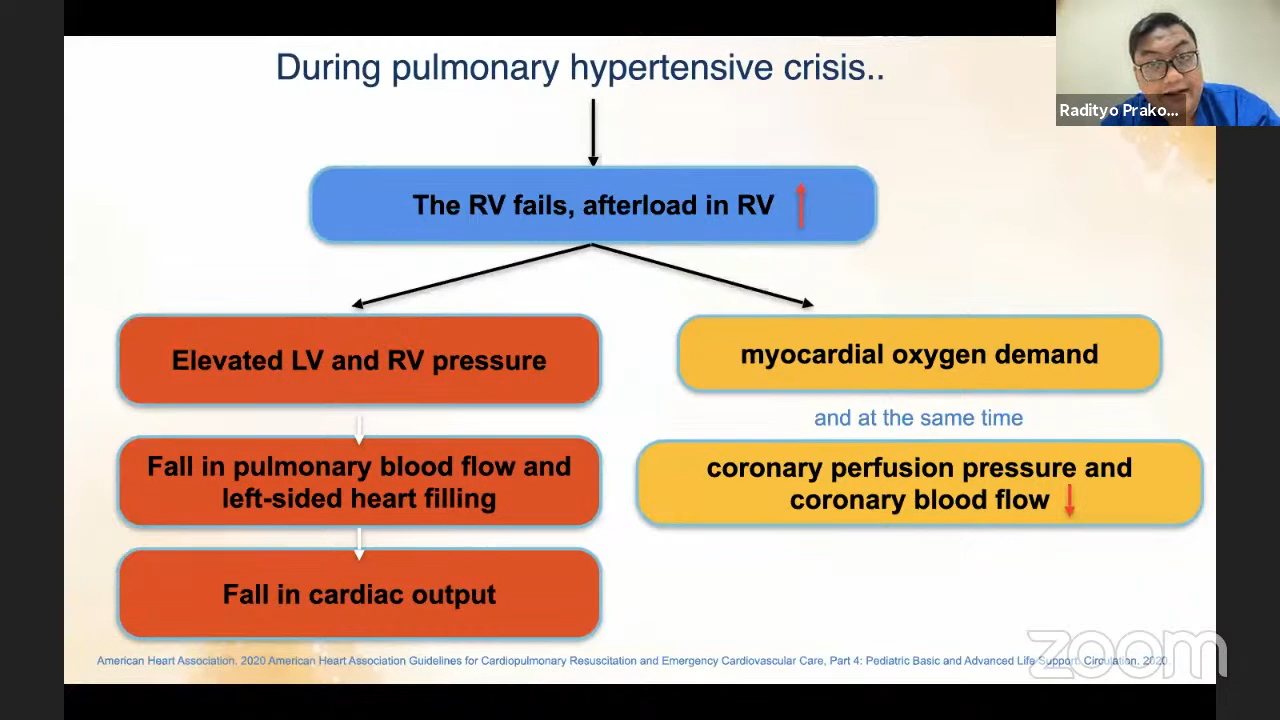 During pulmonary hypertensive crisis..
Radityo Prako...
The RV fails, afterload in RV
Elevated LV and RV pressure
myocardial oxygen demand
and at the same time
Fall in pulmonary blood flow and
left-sided heart filling
coronary perfusion pressure and
coronary blood flow
Fall in cardiac output
American Heart Association. 2020 American Heart Association Guidelines for Cardiopulmonary Resuscitation and Emergency Cardiovascular Care, Part 4: Pediatric Basic and Advanced Life Support. Circulation. 2020.
zoom